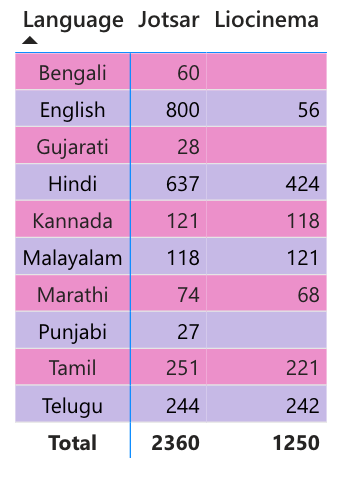 Language Jotsar Liocinema
Bengali 60
English 800 56
Gujarati 28
Hindi 637 424
Kannada 121 118
Malayalam 118 121
Marathi 74 68
Punjabi 27
Tamil 251 221
Telugu 244 242
Total 2360 1250